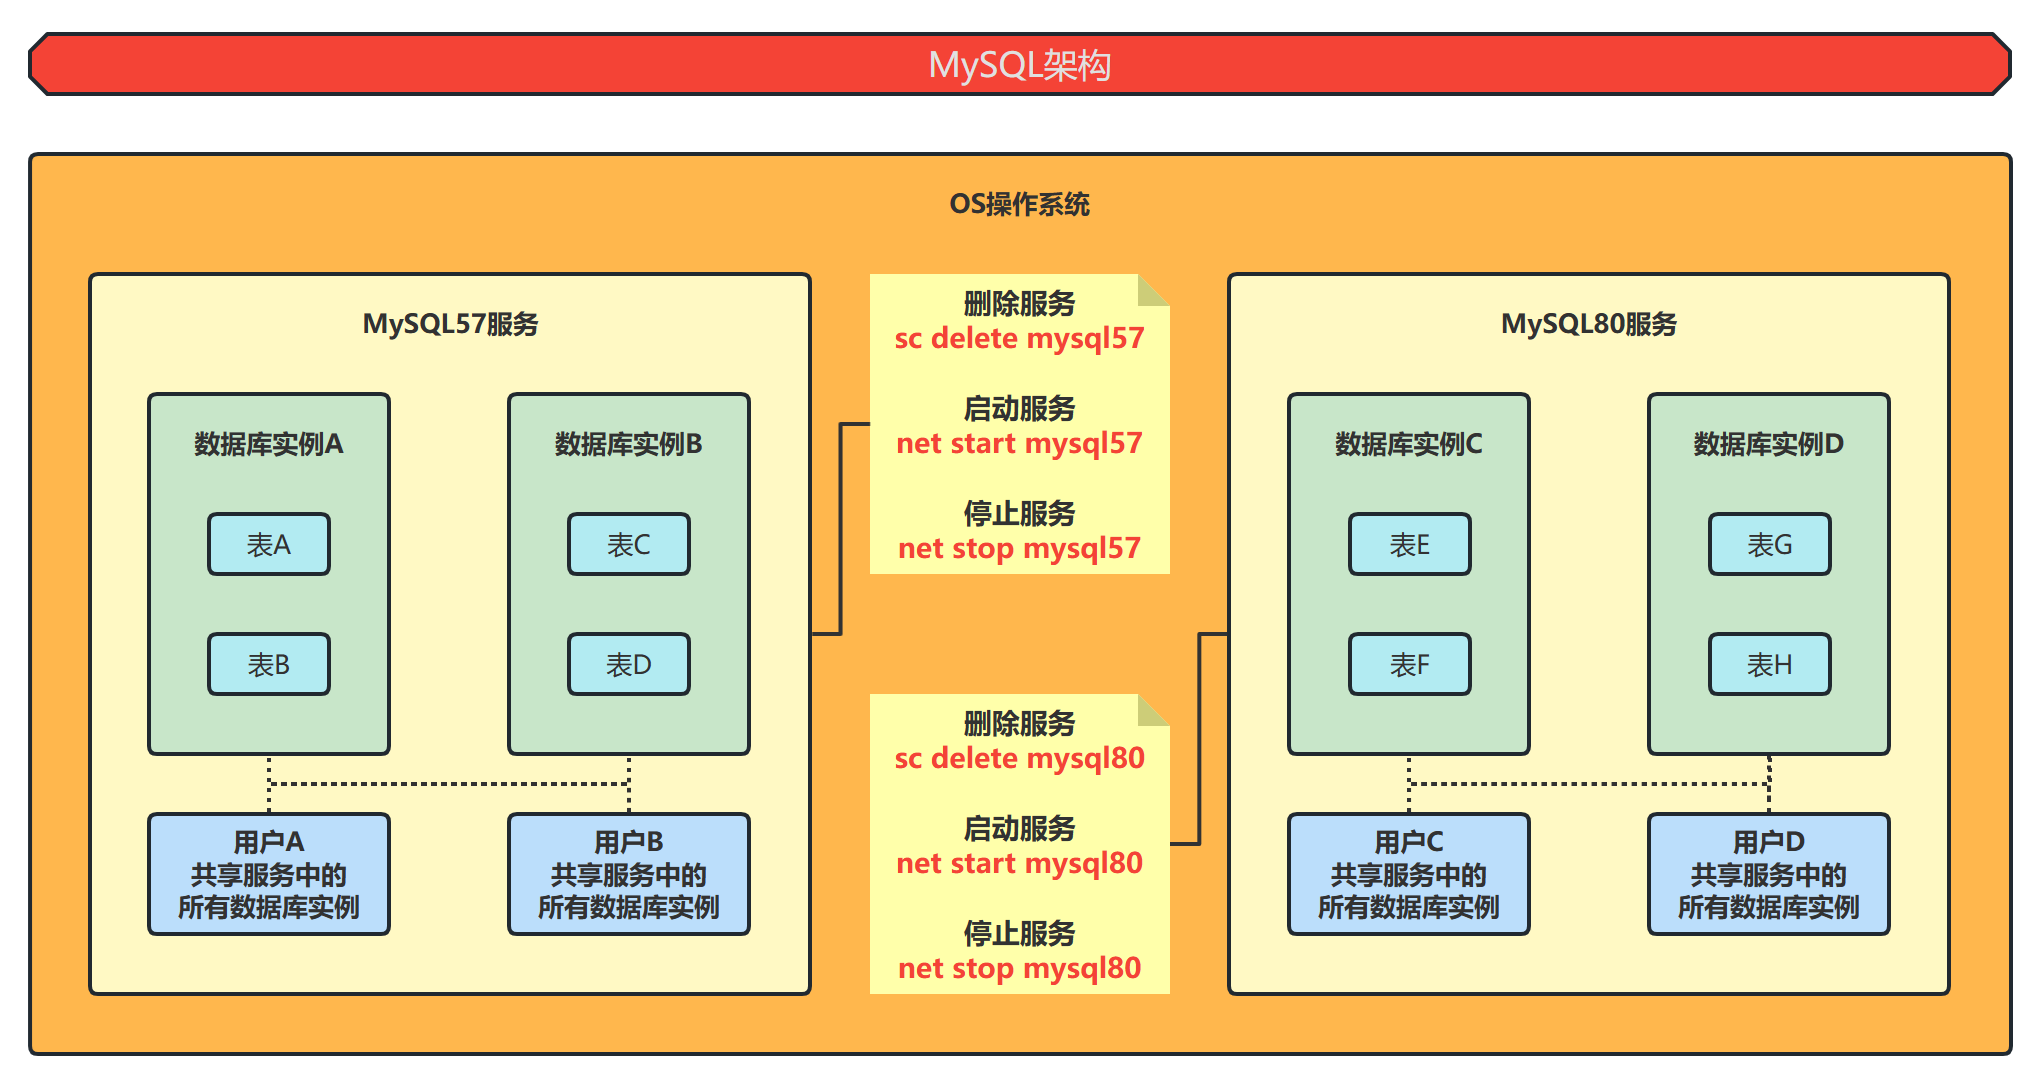 MySQL架构
OS操作系统
MySQL57服务
数据库实例A
表A
表B
数据库实例B
表C
表D
用户A
共享服务中的
所有数据库实例
用户B
共享服务中的
所有数据库实例
删除服务
sc delete mysql57
启动服务
net start mysql57
停止服务
net stop mysql57
删除服务
sc delete mysql80
启动服务
net start mysql80
停止服务
net stop mysql80
MySQL80服务
数据库实例C
表E
表F
数据库实例D
表G
表H
用户C
共享服务中的
所有数据库实例
用户D
共享服务中的
所有数据库实例